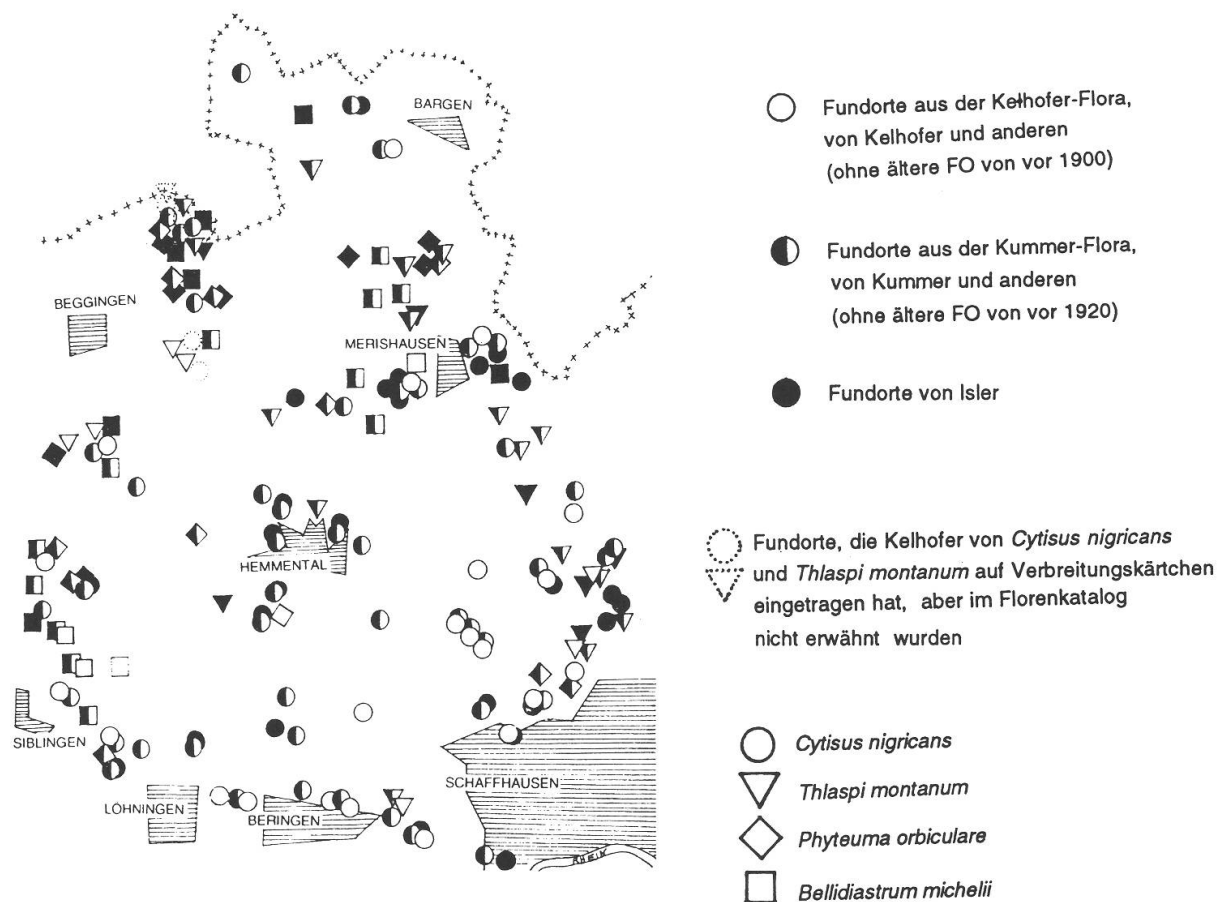 BARGEN
BEGGINGEN
MERISHAUSEN
HEMMENTAL
SIBLINGEN
LÖHNINGEN
BERINGEN
SCHAFFHAUSEN
RHEIN
Fundorte aus der Kelhofer-Flora,
von Kelhofer und anderen
(ohne ältere FO von vor 1900)
Fundorte aus der Kummer-Flora,
von Kummer und anderen
(ohne ältere FO von vor 1920)
Fundorte von Isler
Fundorte, die Kelhofer von Cytisus nigricans
und Thlaspi montanum auf Verbreitungskärtchen
eingetragen hat, aber im Florenkatalog
nicht erwähnt wurden
Cytisus nigricans
Thlaspi montanum
Phyteuma orbiculare
Bellidiastrum michelii